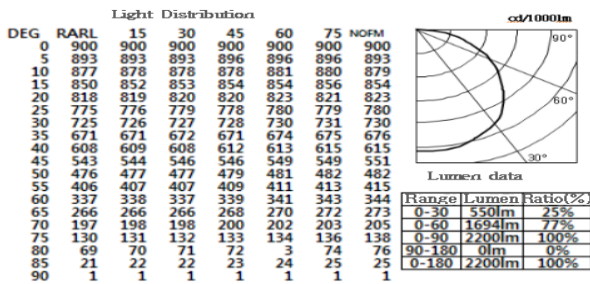 Light Distribution
DEG RARL 15 30 45 60 75 NOFM
0 900 900 900 900 900 900 900
5 893 893 893 896 896 896 893
10 877 878 878 878 881 880 879
15 850 852 853 854 854 856 854
20 818 819 820 820 823 821 823
25 775 776 779 778 780 779 780
30 725 726 727 728 730 731 730
35 671 671 672 671 674 675 676
40 608 609 608 612 613 615 615
45 543 544 546 546 549 549 551
50 476 477 477 479 481 482 482
55 406 407 407 409 411 413 415
60 337 338 337 339 341 343 344
65 266 266 266 268 270 272 273
70 197 198 198 200 202 203 205
75 130 131 132 133 134 136 138
80 69 70 71 72 3 74 76
85 21 22 22 23 24 25 25
90 1 1 1 1 1 1 1
cd/1000lm
90°
60°
30°
Lumen data
Range Lumen Ratio(%)
0-30 550lm 25%
0-60 1694lm 77%
0-90 2200lm 100%
90-180 0lm 0%
0-180 2200lm 100%